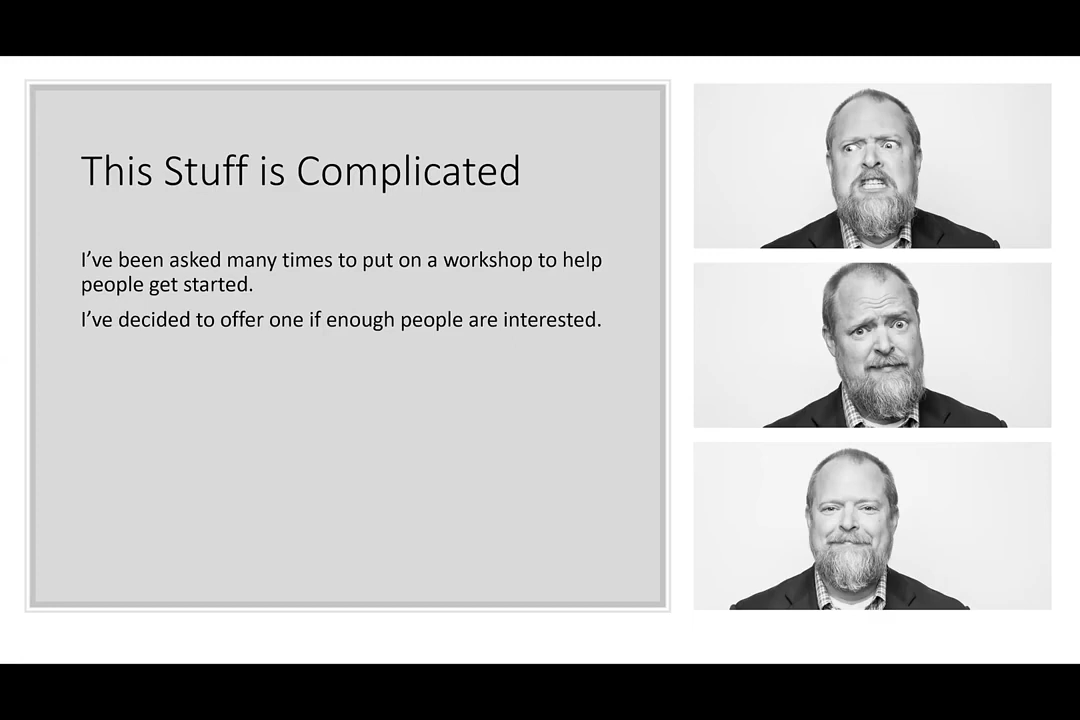 This Stuff is Complicated
I've been asked many times to put on a workshop to help
people get started.
I've decided to offer one if enough people are interested.